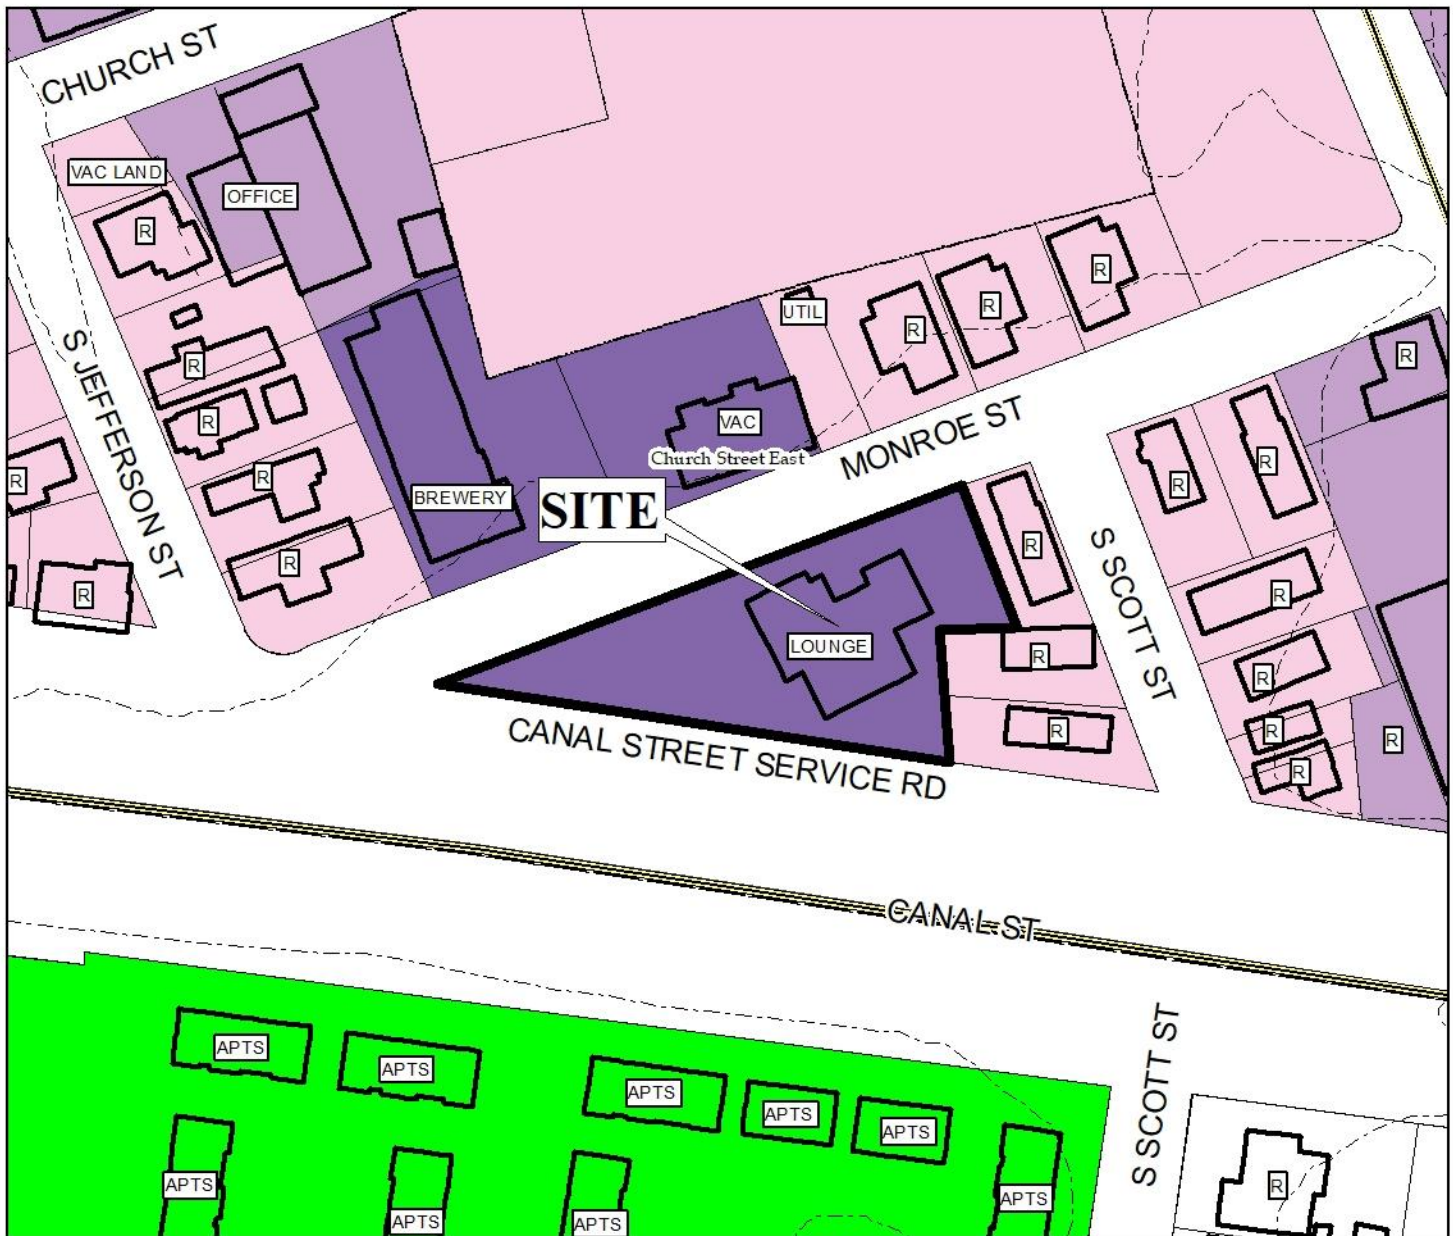 CHURCH ST
VAC LAND
OFFICE
R
R
UTIL
R
R
S JEFFERSON ST
R
R
R
R
VAC
Church Street East
MONROE ST
R
R
R
R
BREWERY
SITE
R
R
R
R
S SCOTT ST
R
LOUNGE
R
R
CANAL STREET SERVICE RD
R
R
R
R
CANAL ST
S SCOTT ST
APTS
APTS
APTS
APTS
APTS
APTS
APTS
APTS
APTS
R